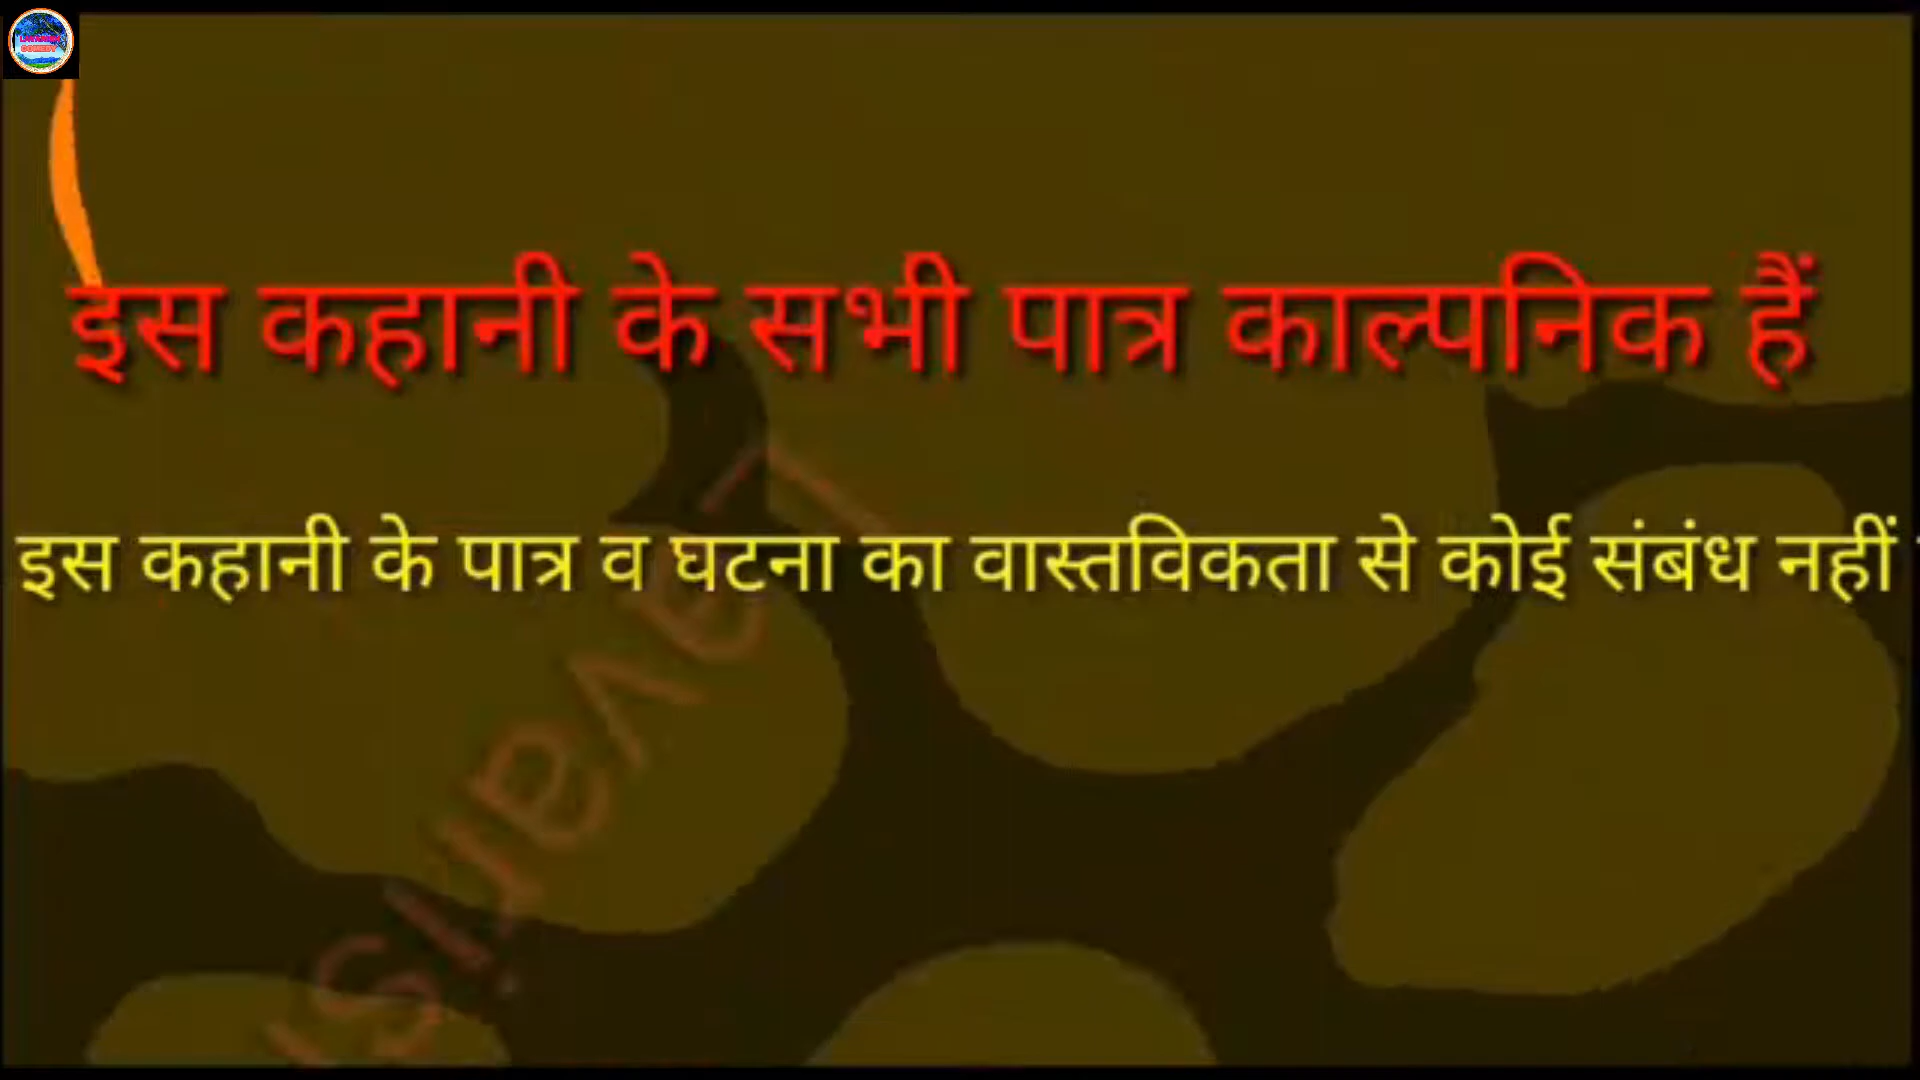 इस कहानी के सभी पात्र काल्पनिक हैं
इस कहानी के पात्र व घटना का वास्तविकता से कोई संबंध नहीं